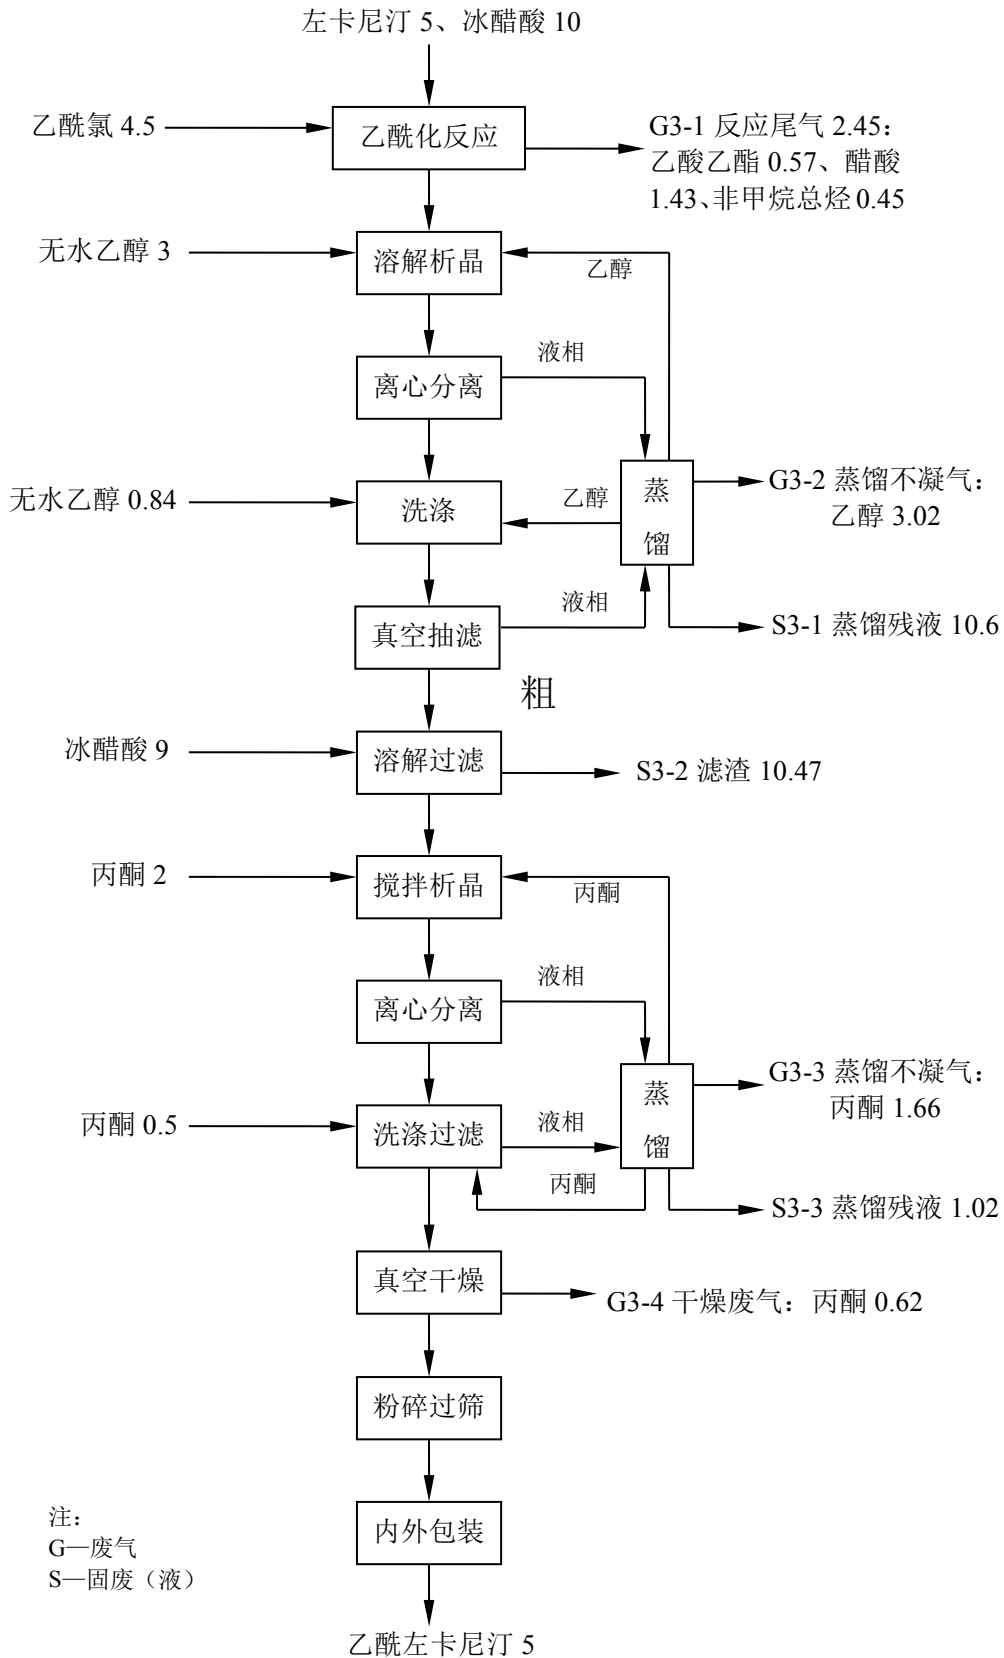 左卡尼汀 5、冰醋酸 10
乙酰氯 4.5
乙酰化反应
G3-1 反应尾气 2.45：
乙酸乙酯 0.57、醋酸
1.43、非甲烷总烃 0.45
无水乙醇 3
溶解析晶
乙醇
液相
离心分离
蒸
馏
G3-2 蒸馏不凝气：
乙醇 3.02
无水乙醇 0.84
洗涤
乙醇
液相
真空抽滤
S3-1 蒸馏残液 10.6
粗
冰醋酸 9
溶解过滤
S3-2 滤渣 10.47
丙酮 2
搅拌析晶
丙酮
液相
离心分离
蒸
馏
G3-3 蒸馏不凝气：
丙酮 1.66
丙酮 0.5
洗涤过滤
液相
丙酮
S3-3 蒸馏残液 1.02
真空干燥
G3-4 干燥废气：丙酮 0.62
粉碎过筛
内外包装
注：
G—废气
S—固废（液）
乙酰左卡尼汀 5